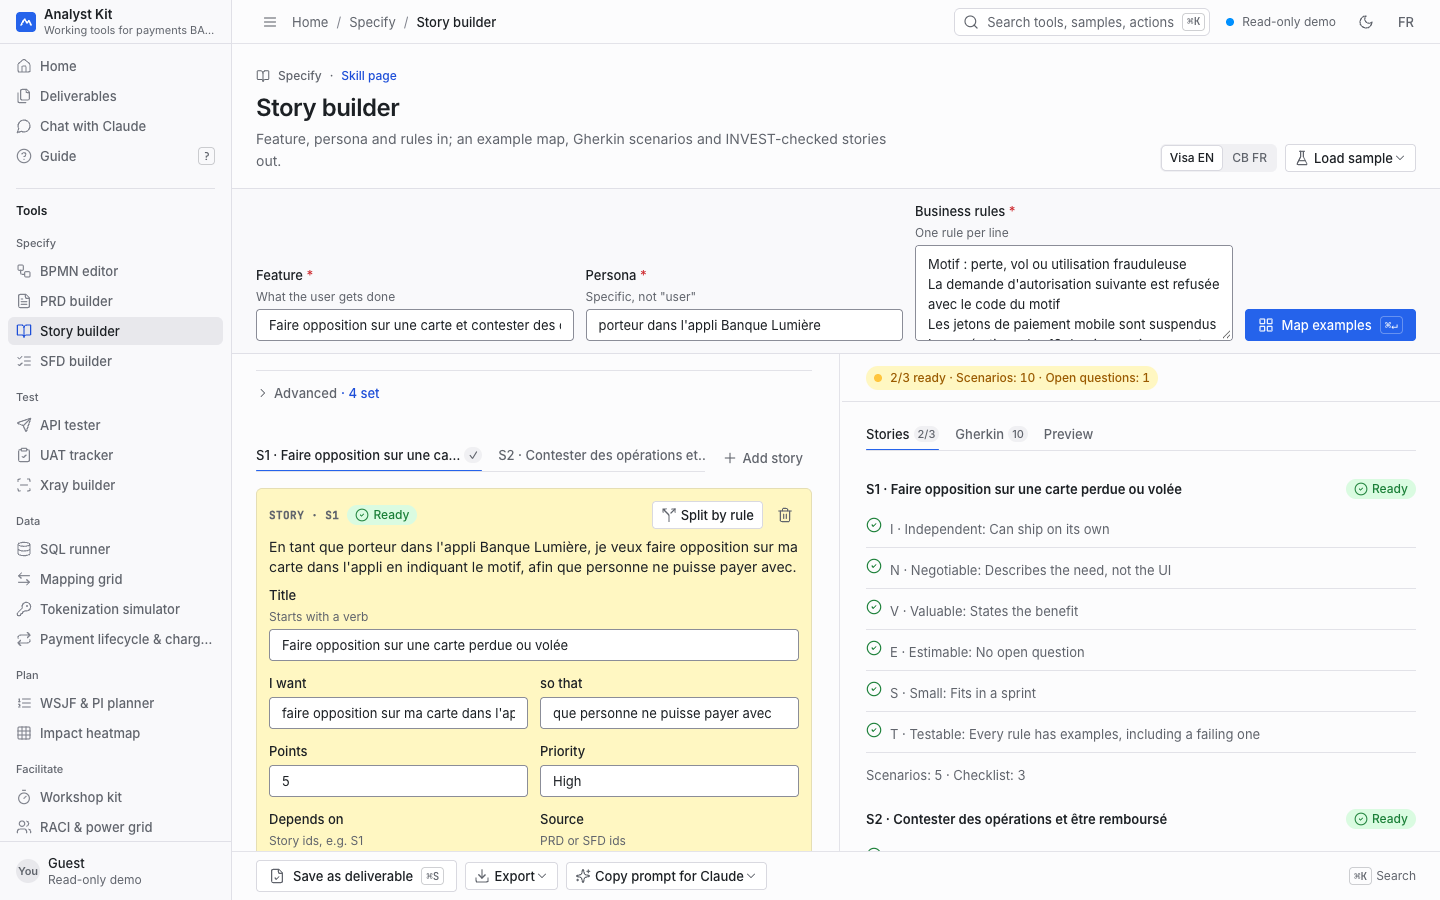 Analyst Kit
Working tools for payments BA...
Home
Deliverables
Chat with Claude
Guide
?
Tools
Specify
BPMN editor
PRD builder
Story builder
SFD builder
Test
API tester
UAT tracker
Xray builder
Data
SQL runner
Mapping grid
Tokenization simulator
Payment lifecycle & charg...
Plan
WSJF & PI planner
Impact heatmap
Facilitate
Workshop kit
RACI & power grid
You
Guest
Read-only demo
Home / Specify / Story builder
Search tools, samples, actions ⌘K
Read-only demo
FR
Specify · Skill page
Story builder
Feature, persona and rules in; an example map, Gherkin scenarios and INVEST-checked stories
out.
Visa EN
CB FR
Load sample
Feature *
What the user gets done
Faire opposition sur une carte et contester des
Persona *
Specific, not "user"
porteur dans l'appli Banque Lumière
Business rules *
One rule per line
Motif : perte, vol ou utilisation frauduleuse
La demande d'autorisation suivante est refusée
avec le code du motif
Les jetons de paiement mobile sont suspendus
Map examples ⌘↵
Advanced · 4 set
S1 · Faire opposition sur une ca...
S2 · Contester des opérations et..
Add story
STORY · S1
Ready
Split by rule
En tant que porteur dans l'appli Banque Lumière, je veux faire opposition sur ma
carte dans l'appli en indiquant le motif, afin que personne ne puisse payer avec.
Title
Starts with a verb
Faire opposition sur une carte perdue ou volée
I want
faire opposition sur ma carte dans l'ap
so that
que personne ne puisse payer avec
Points
5
Priority
High
Depends on
Story ids, e.g. S1
Source
PRD or SFD ids
2/3 ready · Scenarios: 10 · Open questions: 1
Stories 2/3
Gherkin 10
Preview
S1 · Faire opposition sur une carte perdue ou volée
Ready
I · Independent: Can ship on its own
N · Negotiable: Describes the need, not the UI
V · Valuable: States the benefit
E · Estimable: No open question
S · Small: Fits in a sprint
T · Testable: Every rule has examples, including a failing one
Scenarios: 5 · Checklist: 3
S2 · Contester des opérations et être remboursé
Ready
Save as deliverable ⌘S
Export
Copy prompt for Claude
⌘K Search